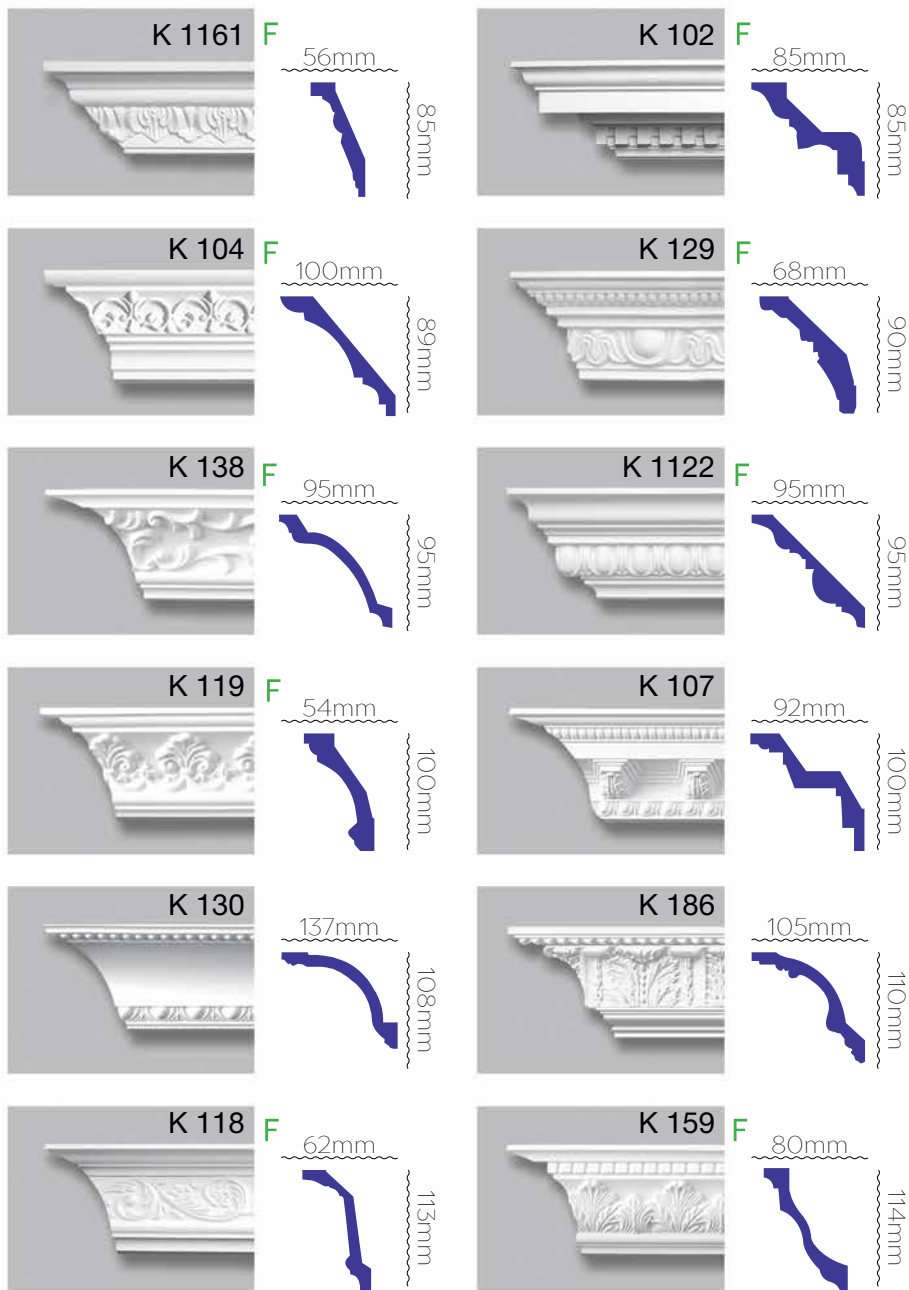 K 1161 F
56mm
85mm
K 102 F
85mm
85mm
K 104 F
100mm
89mm
K 129 F
68mm
90mm
K 138 F
95mm
95mm
K 1122 F
95mm
95mm
K 119 F
54mm
100mm
K 107
92mm
100mm
K 130
137mm
108mm
K 186
105mm
110mm
K 118 F
62mm
113mm
K 159 F
80mm
114mm